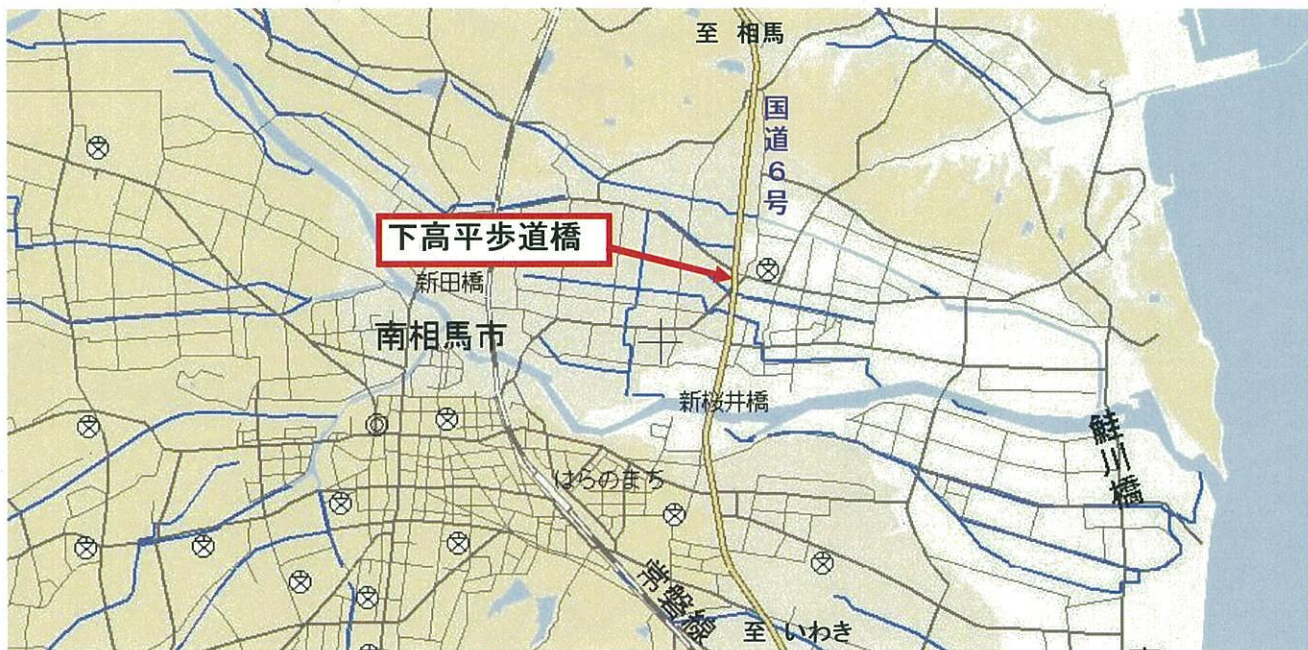 至 相馬
国道6号
下高平歩道橋
新田橋
南相馬市
新桜井橋
鮭川橋
はらのまち
常磐線
至 いわき